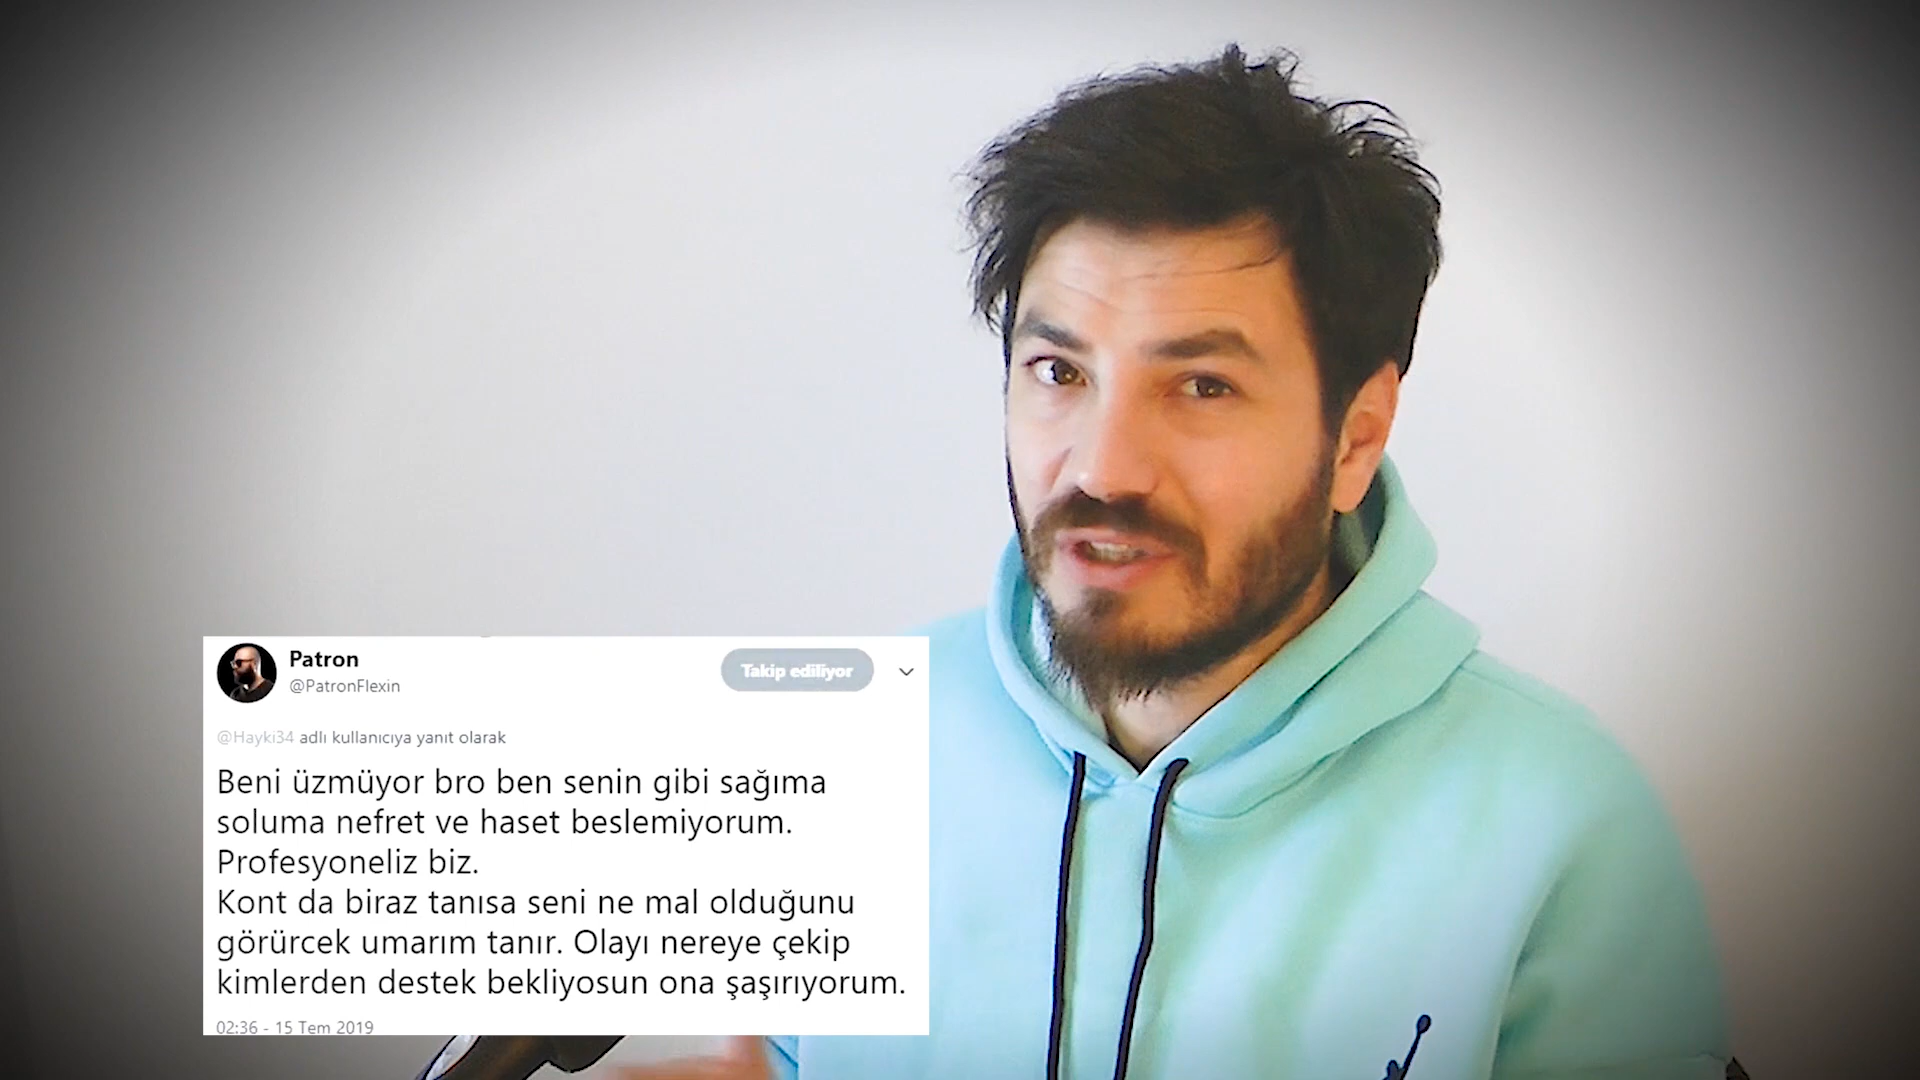 Patron
@PatronFlexin
Takip ediliyor
@Hayki34 adlı kullanıcıya yanıt olarak
Beni üzmüyor bro ben senin gibi sağıma
soluma nefret ve haset beslemiyorum.
Profesyoneliz biz.
Kont da biraz tanısa seni ne mal olduğunu
görürcek umarım tanır. Olayı nereye çekip
kimlerden destek bekliyosun ona şaşırıyorum.
02:36 - 15 Tem 2019